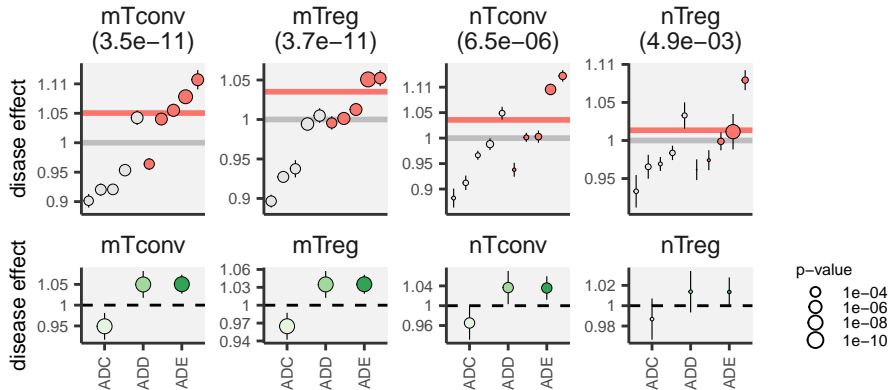 mTconv
(3.5e−11)
mTreg
(3.7e−11)
nTconv
(6.5e−06)
nTreg
(4.9e−03)
disase effect
1.11
1.05
1
0.95
0.9
1.05
1
0.95
0.9
1.11
1.05
1
0.95
0.9
1.11
1.05
1
0.95
mTconv
mTreg
nTconv
nTreg
disease effect
1.05
1
0.95
1.06
1.03
1
0.97
0.94
1.04
1
0.96
1.02
1
0.98
ADC
ADD
ADE
ADC
ADD
ADE
ADC
ADD
ADE
ADC
ADD
ADE
p−value
1e−04
1e−06
1e−08
1e−10